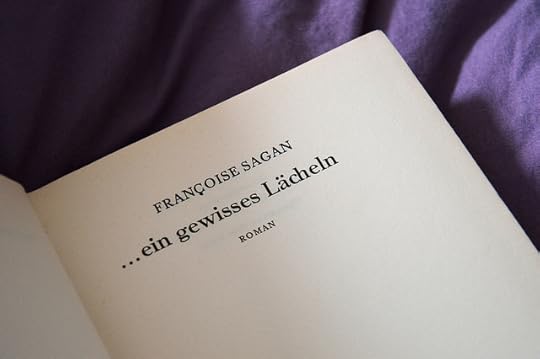 FRANÇOISE SAGAN
...ein gewisses Lächeln
ROMAN